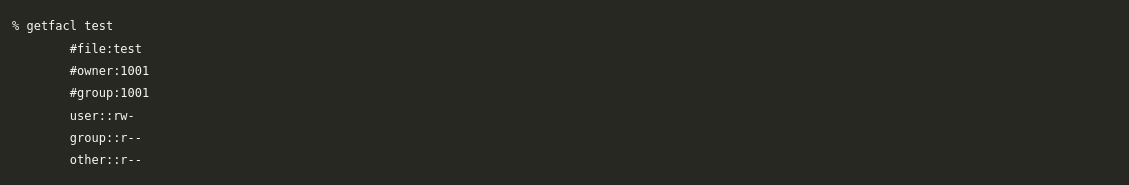 % getfacl test
#file:test
#owner:1001
#group:1001
user::rw-
group::r--
other::r--